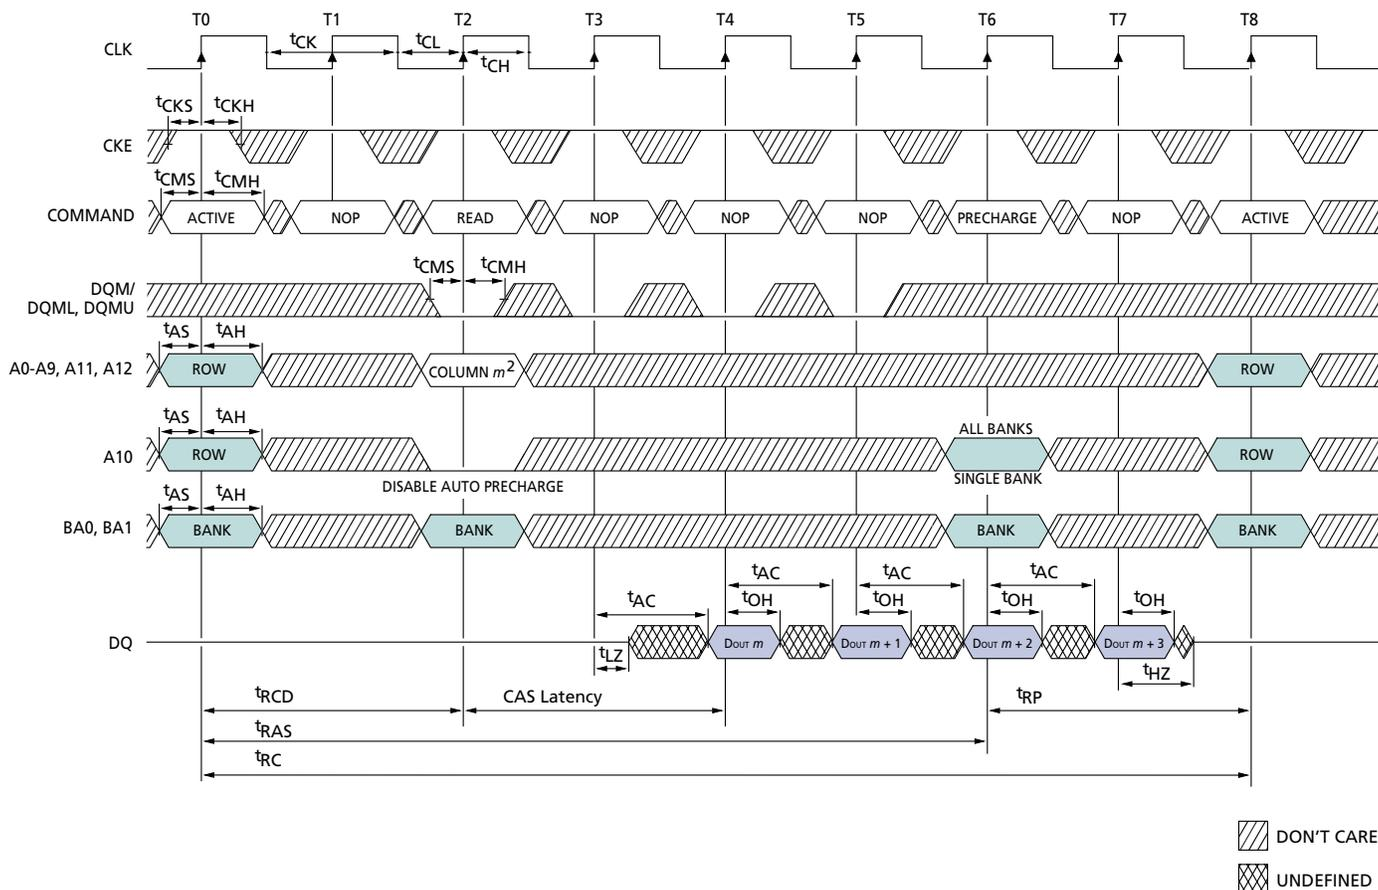 T0 T1 T2 T3 T4 T5 T6 T7 T8
CLK
tCK tCL
tCH
tCKS tCKH
CKE
tCMS tCMH
COMMAND ACTIVE NOP READ NOP NOP NOP PRECHARGE NOP ACTIVE
tCMS tCMH
DQM/
DQML, DQMU
tAS tAH
A0-A9, A11, A12 ROW COLUMN m2 ROW
tAS tAH
ALL BANKS
A10 ROW ROW
DISABLE AUTO PRECHARGE SINGLE BANK
tAS tAH
BA0, BA1 BANK BANK BANK BANK
tAC tAC tAC
tAC tOH tOH tOH tOH
DQ DOUT m DOUT m + 1 DOUT m + 2 DOUT m + 3
tLZ tHZ
tRCD CAS Latency tRP
tRAS
tRC
DON'T CARE
UNDEFINED